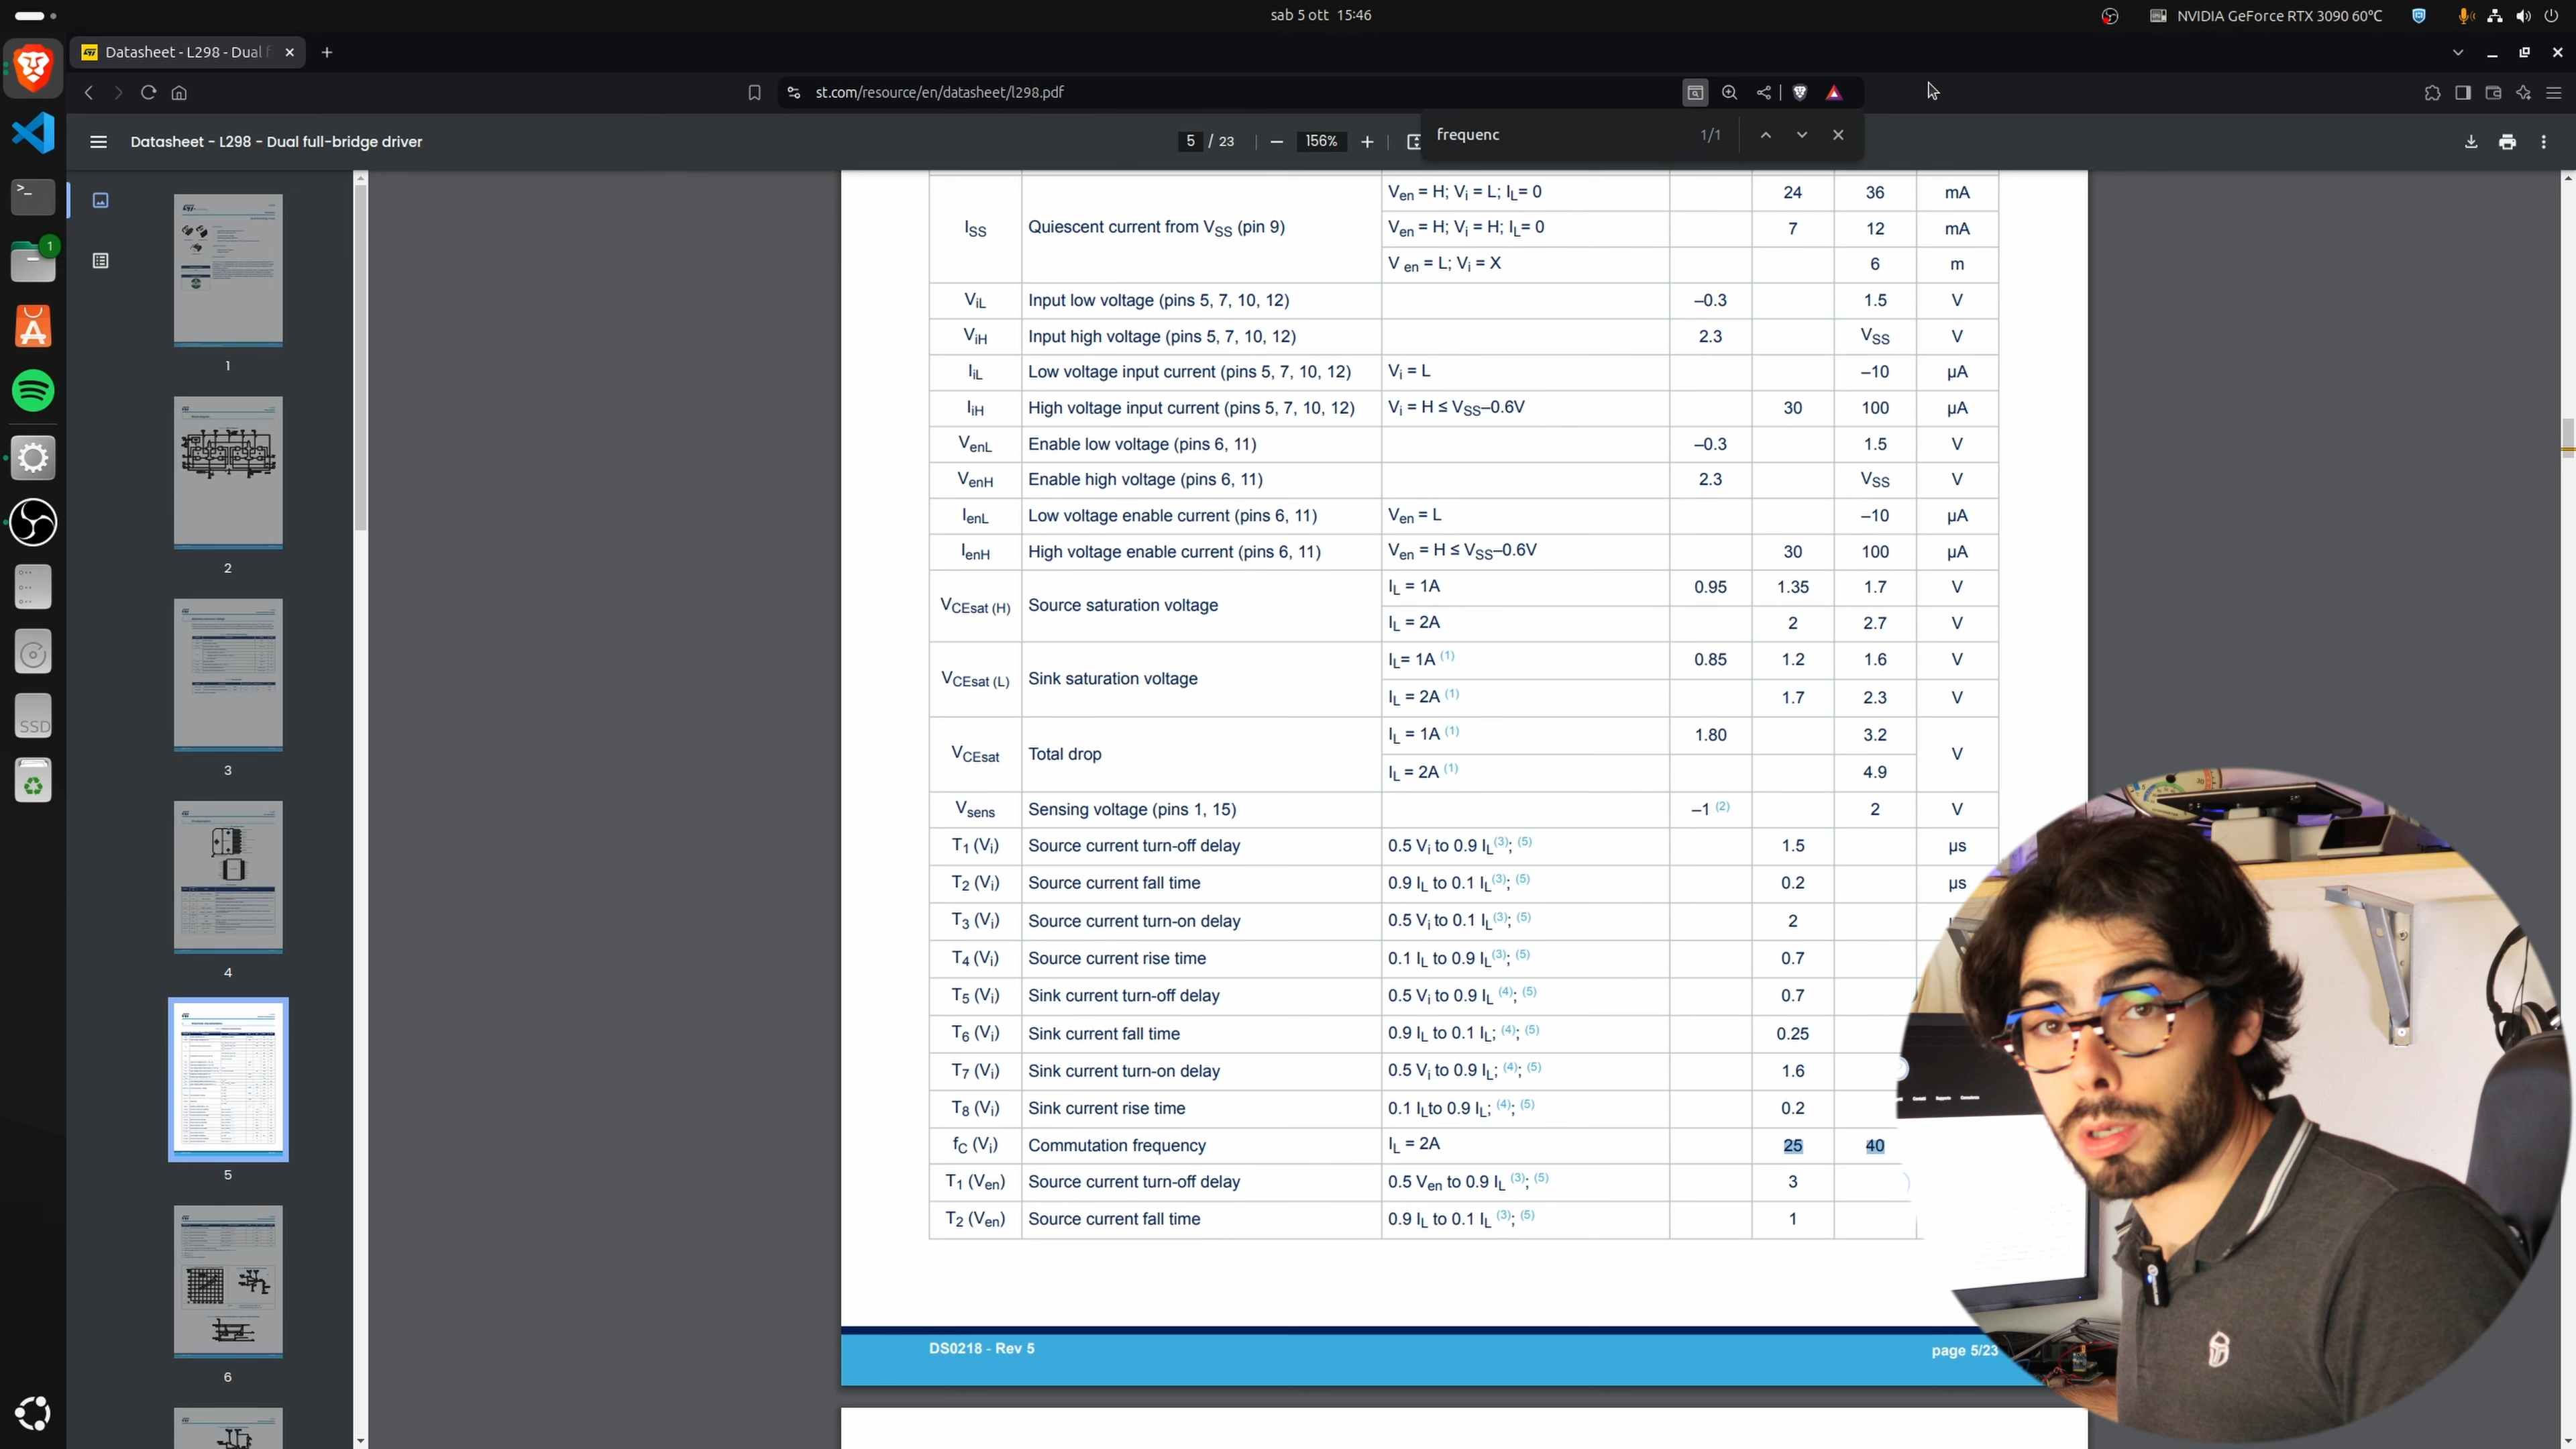 sab 5 ott 15:46
NVIDIA GeForce RTX 3090 60°C
Datasheet - L298 - Dual f
st.com/resource/en/datasheet/l298.pdf
Datasheet – L298 - Dual full-bridge driver
5 / 23
156%
frequenc 1/1
1
SSD
1
2
3
4
5
6
ISS Quiescent current from VSS (pin 9)
Ven = H; Vi = L; IL= 0 24 36 mA
Ven = H; Vi = H; IL= 0 7 12 mA
V en = L; Vi = X 6 m
ViL Input low voltage (pins 5, 7, 10, 12) –0.3 1.5 V
ViH Input high voltage (pins 5, 7, 10, 12) 2.3 VSS V
IiL Low voltage input current (pins 5, 7, 10, 12) Vi = L –10 µA
IiH High voltage input current (pins 5, 7, 10, 12) Vi = H ≤ VSS–0.6V 30 100 µA
VenL Enable low voltage (pins 6, 11) –0.3 1.5 V
VenH Enable high voltage (pins 6, 11) 2.3 VSS V
IenL Low voltage enable current (pins 6, 11) Ven = L –10 µA
IenH High voltage enable current (pins 6, 11) Ven = H ≤ VSS–0.6V 30 100 µA
VCEsat (H) Source saturation voltage
IL = 1A 0.95 1.35 1.7 V
IL = 2A 2 2.7 V
VCEsat (L) Sink saturation voltage
IL= 1A (1) 0.85 1.2 1.6 V
IL = 2A (1) 1.7 2.3 V
VCEsat Total drop V
IL = 1A (1) 1.80 3.2
IL = 2A (1) 4.9
Vsens Sensing voltage (pins 1, 15) –1 (2) 2 V
T1 (Vi) Source current turn-off delay 0.5 Vi to 0.9 IL(3); (5) 1.5 µs
T2 (Vi) Source current fall time 0.9 IL to 0.1 IL(3); (5) 0.2 µs
T3 (Vi) Source current turn-on delay 0.5 Vi to 0.1 IL(3); (5) 2
T4 (Vi) Source current rise time 0.1 IL to 0.9 IL(3); (5) 0.7
T5 (Vi) Sink current turn-off delay 0.5 Vi to 0.9 IL (4); (5) 0.7
T6 (Vi) Sink current fall time 0.9 IL to 0.1 IL; (4); (5) 0.25
T7 (Vi) Sink current turn-on delay 0.5 Vi to 0.9 IL; (4); (5) 1.6
T8 (Vi) Sink current rise time 0.1 ILto 0.9 IL; (4); (5) 0.2
fC (Vi) Commutation frequency IL = 2A 25 40
T1 (Ven) Source current turn-off delay 0.5 Ven to 0.9 IL (3); (5) 3
T2 (Ven) Source current fall time 0.9 IL to 0.1 IL (3); (5) 1
DS0218 - Rev 5
page 5/23